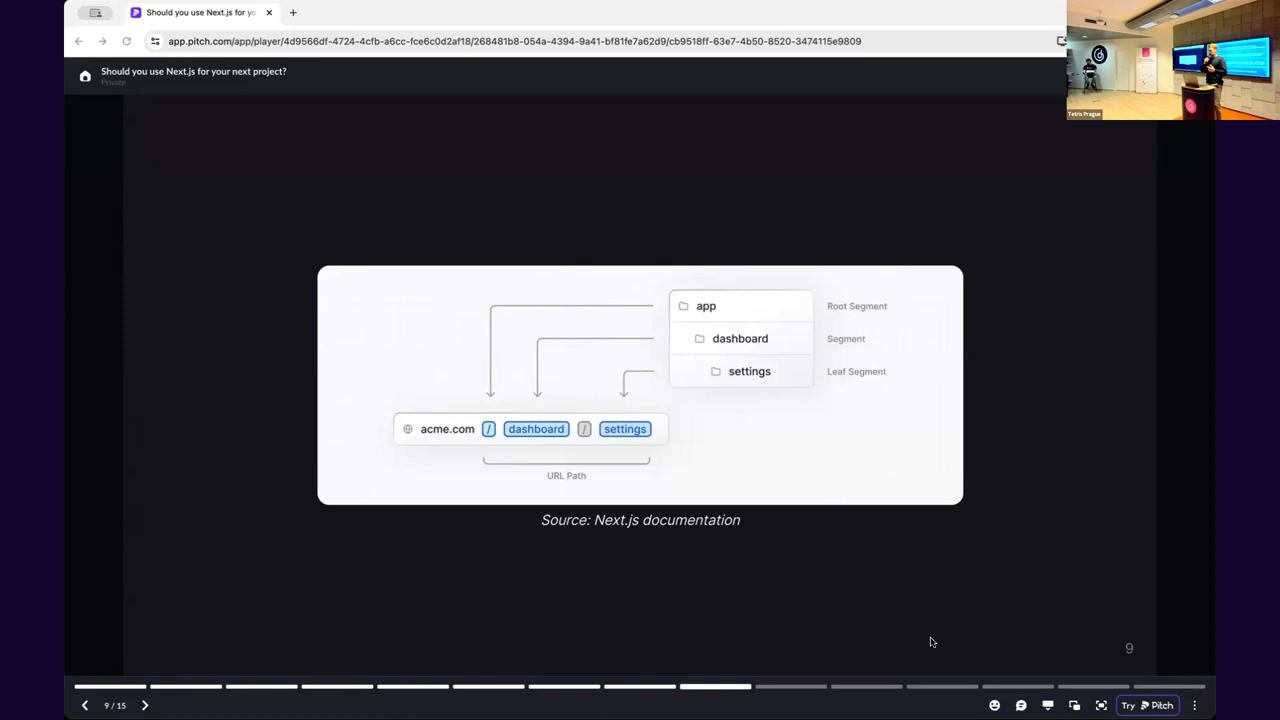 Should you use Next.js for yo
app.pitch.com/app/player/4d9566df-4724-4cfb-a6cc-fce6c0d2af18/268481b8-054a-4394-9a41-bf81fe7a62d9/cb9518ff-63e7-4b50-8520-3474115e9809
Should you use Next.js for your next project?
Private
Tetris Prague
app Root Segment
dashboard Segment
settings Leaf Segment
acme.com / dashboard / settings
URL Path
Source: Next.js documentation
9
9 / 15
Try Pitch